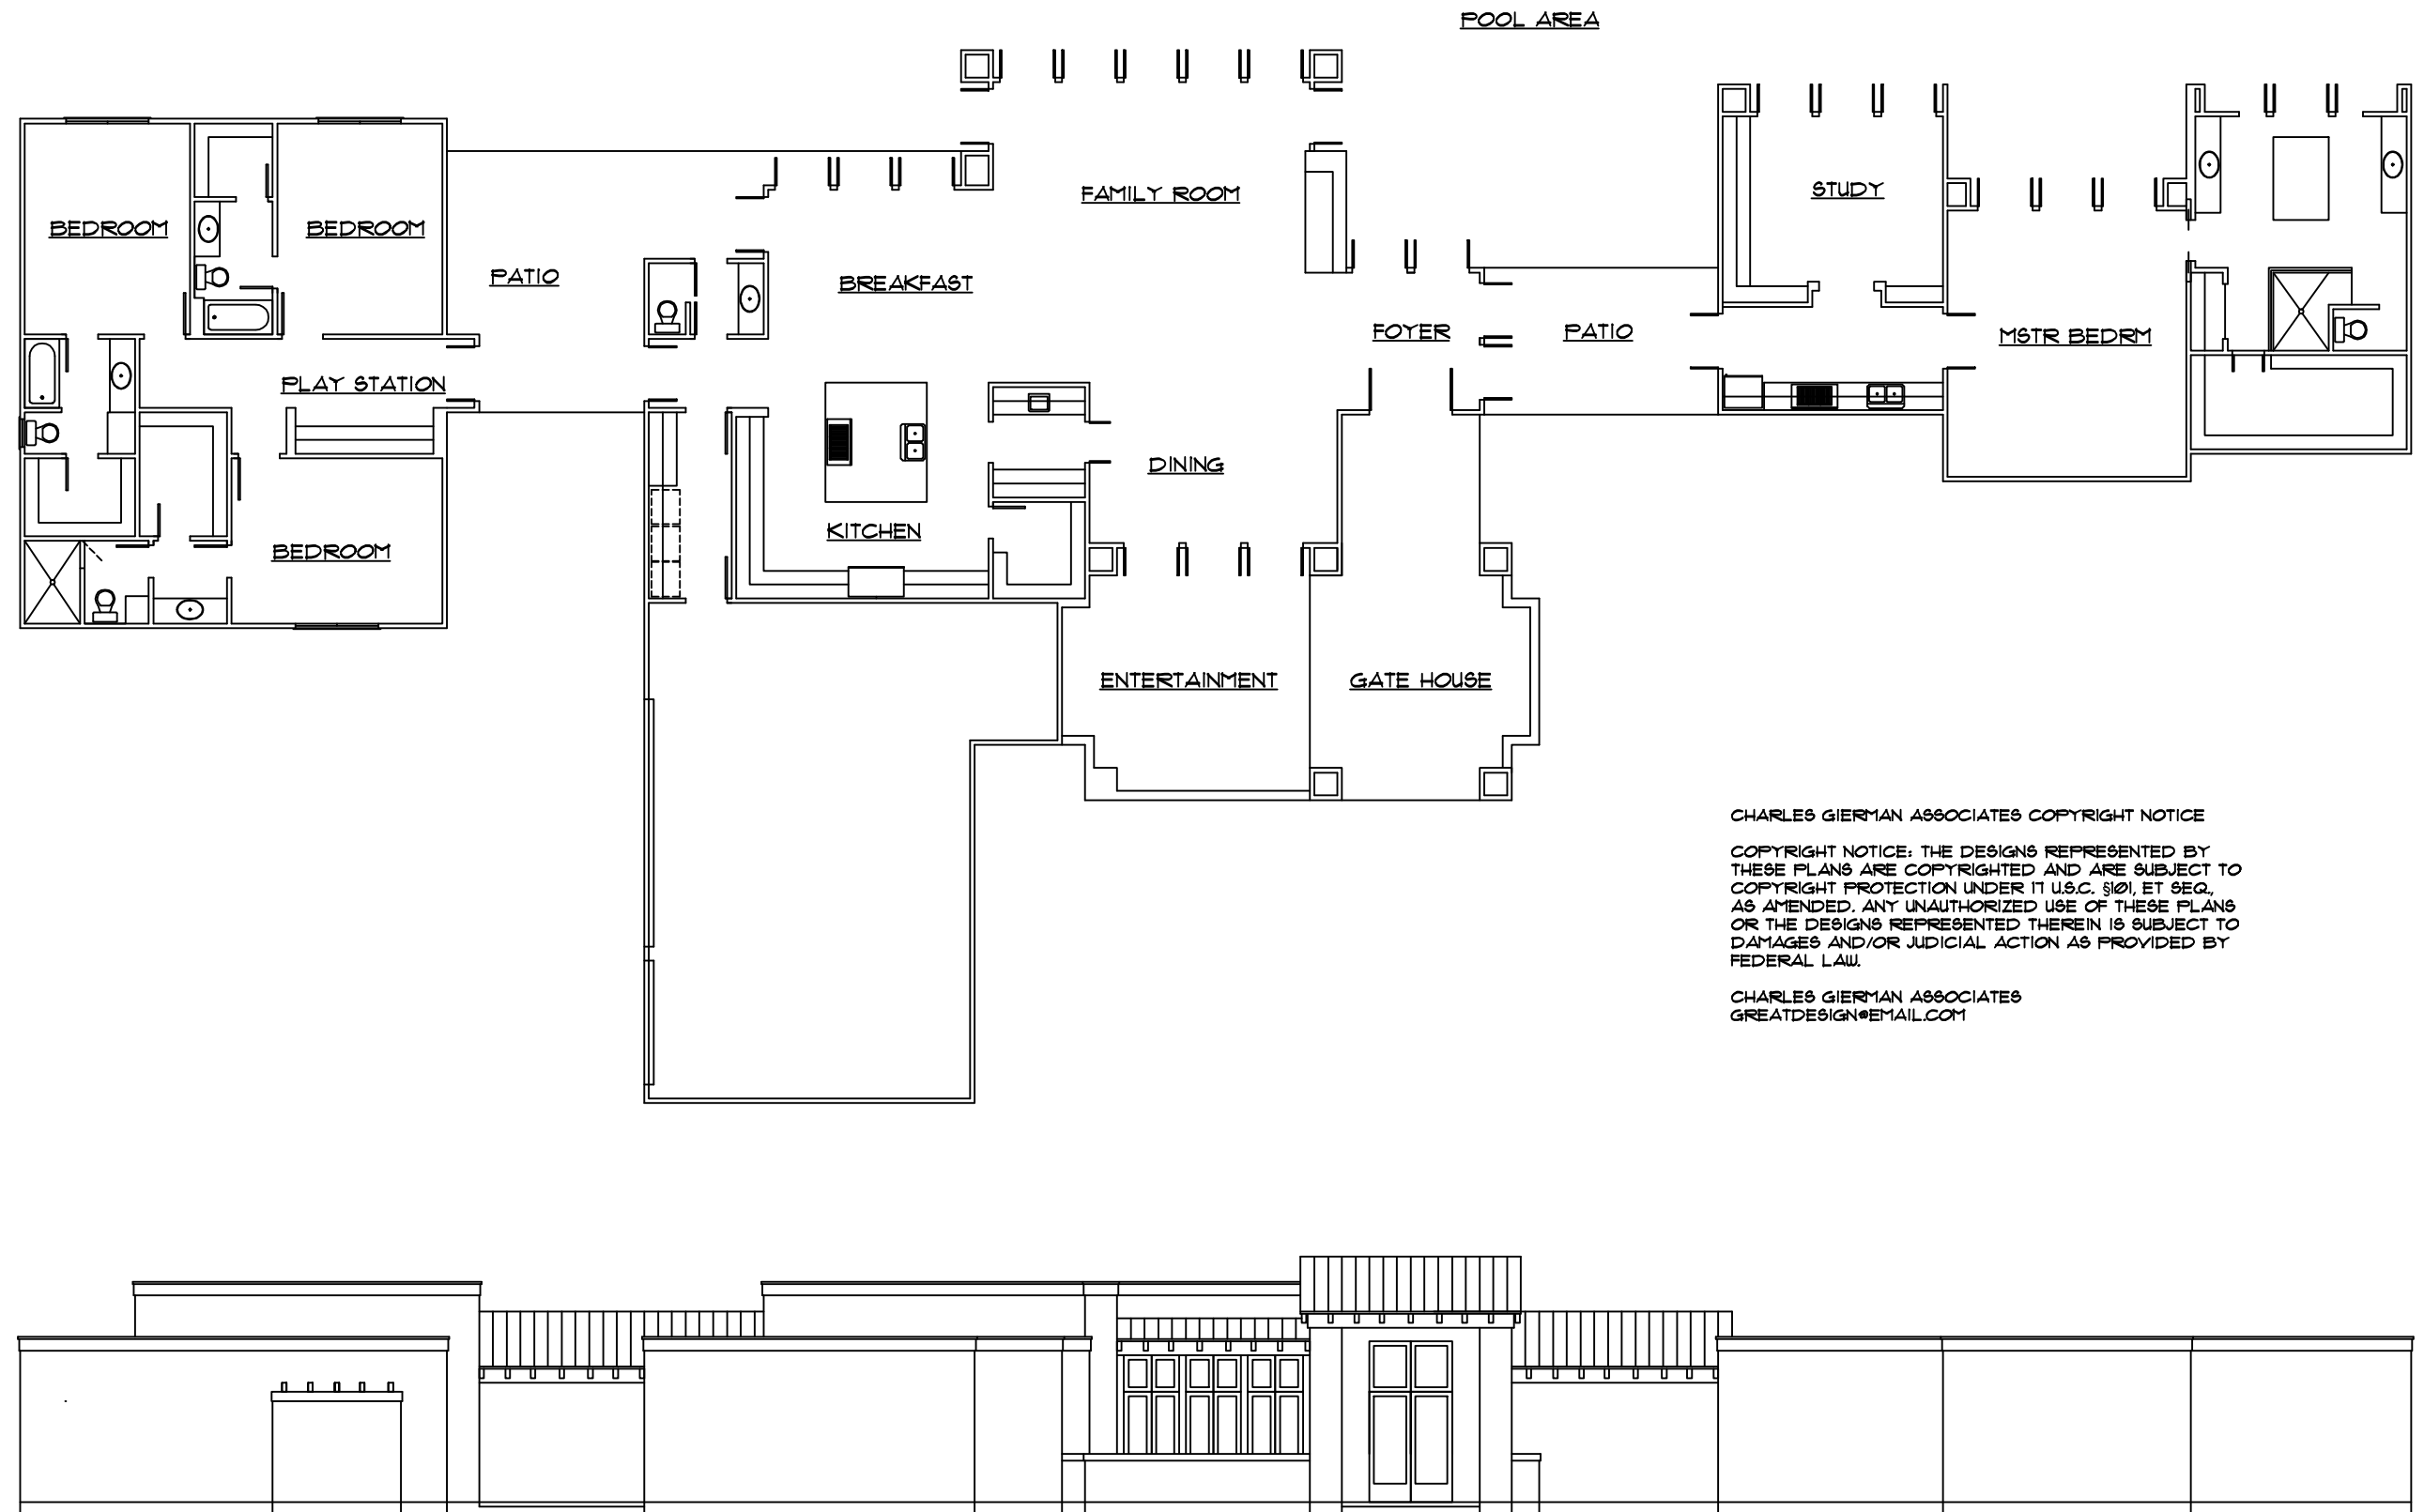 POOL AREA
FAMILY ROOM
STUDY
BEDROOM
BEDROOM
PATIO
BREAKFAST
FOYER
PATIO
MSTR BEDRM
PLAY STATION
DINING
KITCHEN
BEDROOM
ENTERTAINMENT
GATE HOUSE
CHARLES GIERMAN ASSOCIATES COPYRIGHT NOTICE
COPYRIGHT NOTICE: THE DESIGNS REPRESENTED BY
THESE PLANS ARE COPYRIGHTED AND ARE SUBJECT TO
COPYRIGHT PROTECTION UNDER 17 U.S.C. §101, ET SEQ.,
AS AMENDED. ANY UNAUTHORIZED USE OF THESE PLANS
OR THE DESIGNS REPRESENTED THEREIN IS SUBJECT TO
DAMAGES AND/OR JUDICIAL ACTION AS PROVIDED BY
FEDERAL LAW.
CHARLES GIERMAN ASSOCIATES
GREATDESIGN@EMAIL.COM